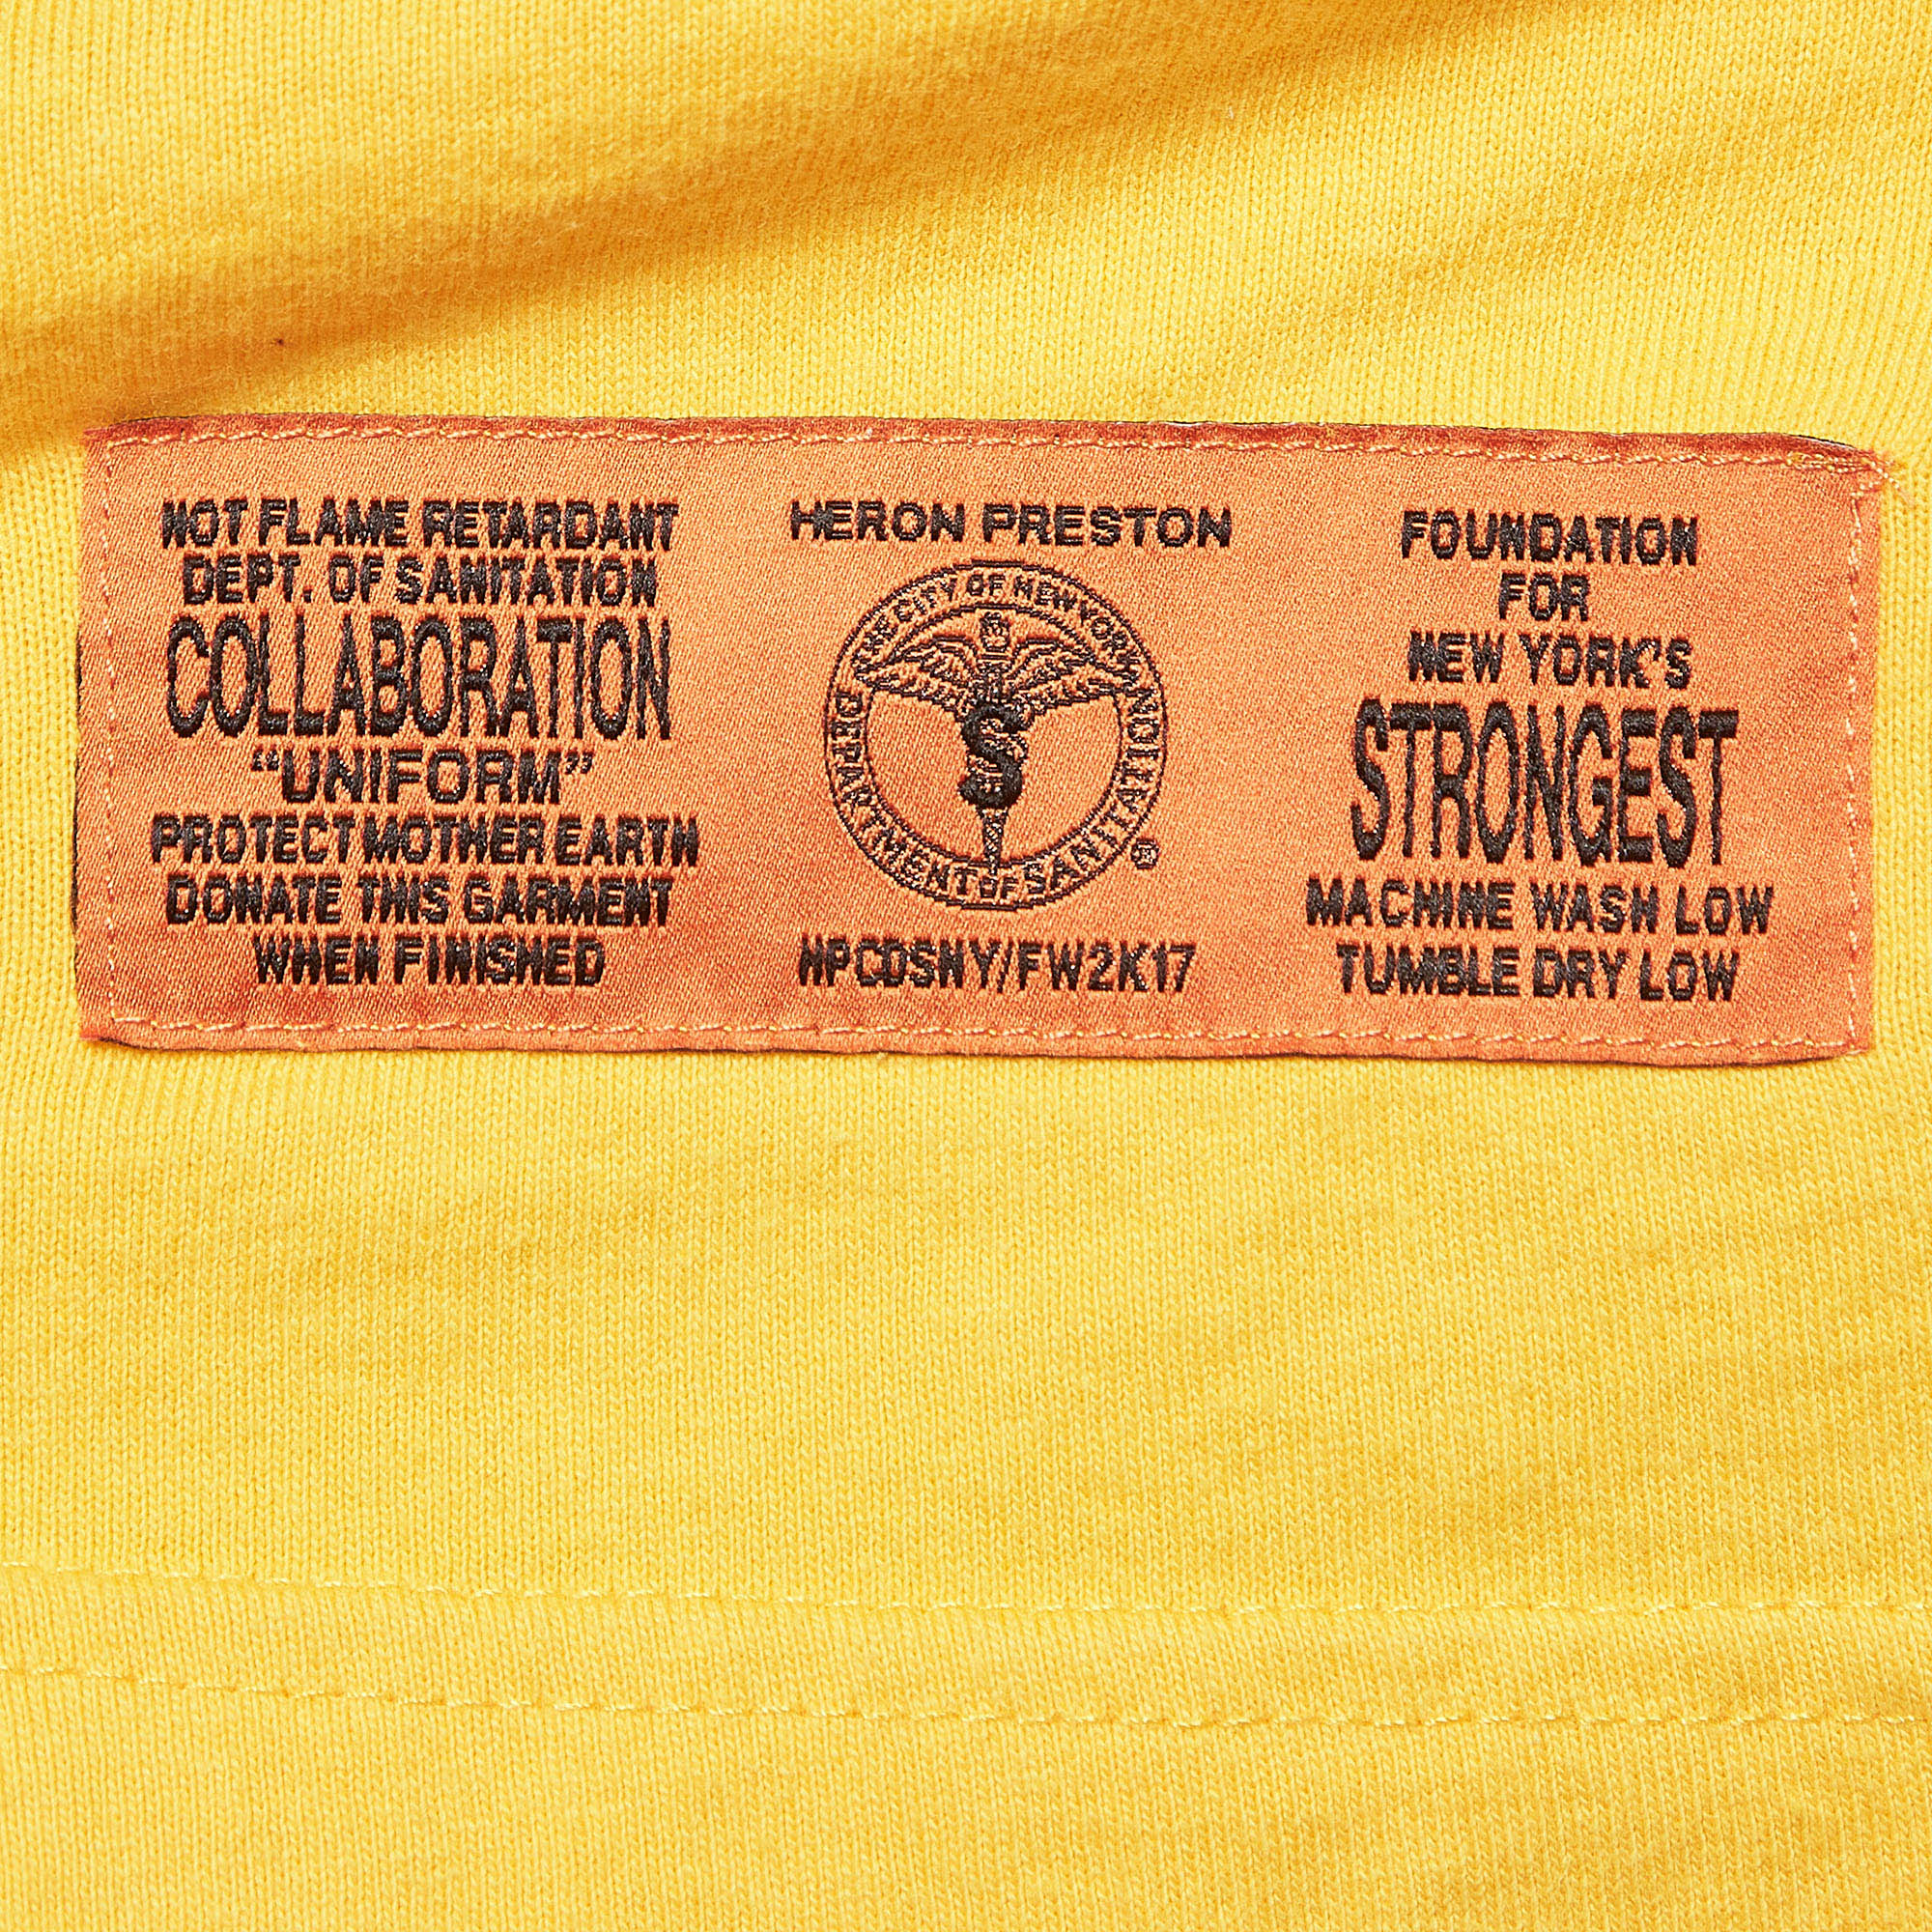 NOT FLAME RETARDANT
DEPT. OF SANITATION
COLLABORATION
"UNIFORM"
PROTECT MOTHER EARTH
DONATE THIS GARMENT
WHEN FINISHED
HERON PRESTON
THE CITY OF NEW YORK
DEPARTMENT OF SANITATION
S
®
HPCDSNY/FW2K17
FOUNDATION
FOR
NEW YORK'S
STRONGEST
MACHINE WASH LOW
TUMBLE DRY LOW